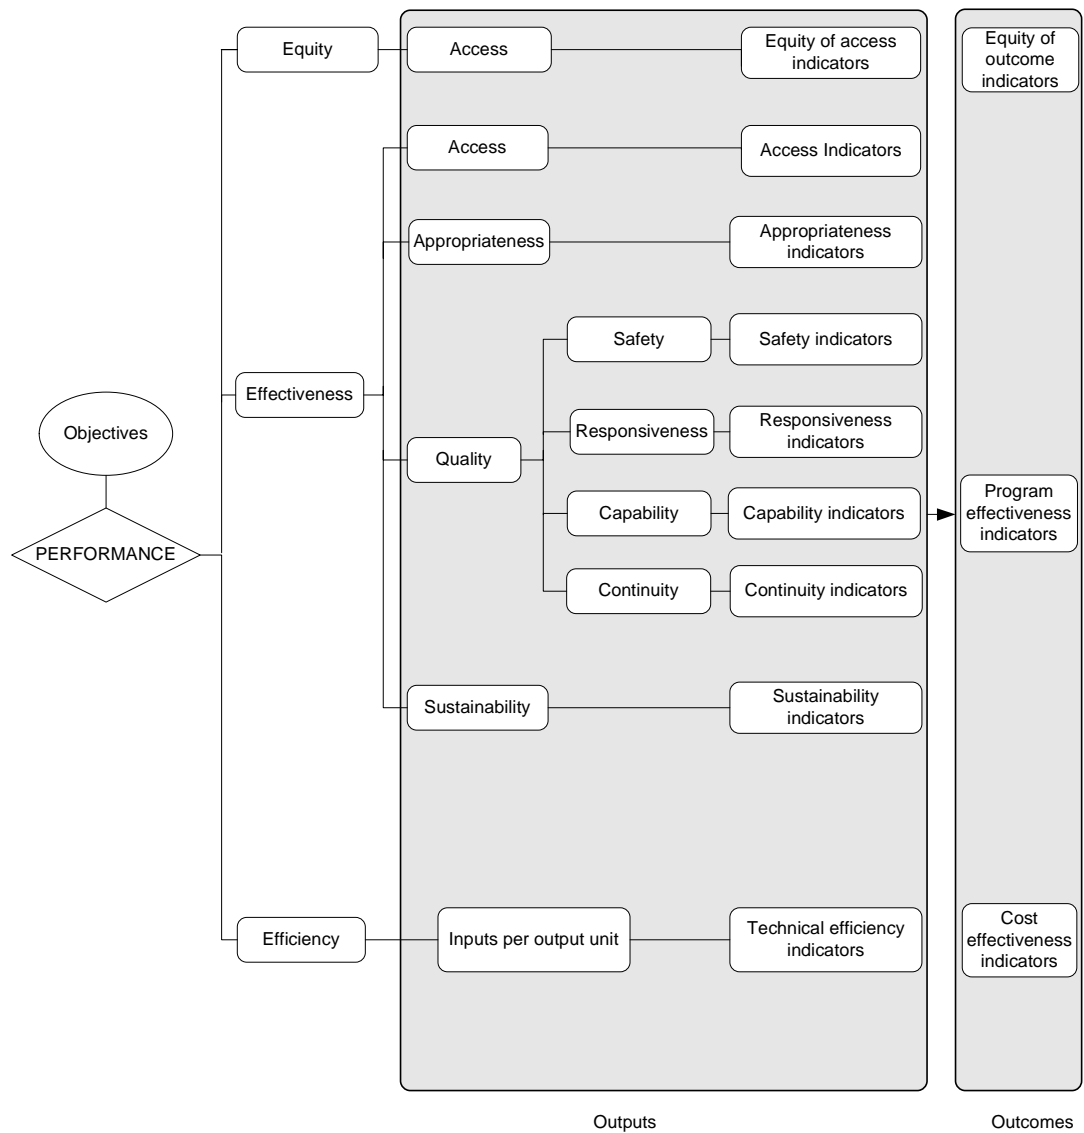 Equity
Access
Equity of access
indicators
Equity of
outcome
indicators
Access
Access Indicators
Appropriateness
Appropriateness
indicators
Safety
Safety indicators
Effectiveness
Objectives
Responsiveness
Responsiveness
indicators
Quality
Program
effectiveness
indicators
Capability
Capability indicators
PERFORMANCE
Continuity
Continuity indicators
Sustainability
Sustainability
indicators
Efficiency
Inputs per output unit
Technical efficiency
indicators
Cost
effectiveness
indicators
Outputs
Outcomes